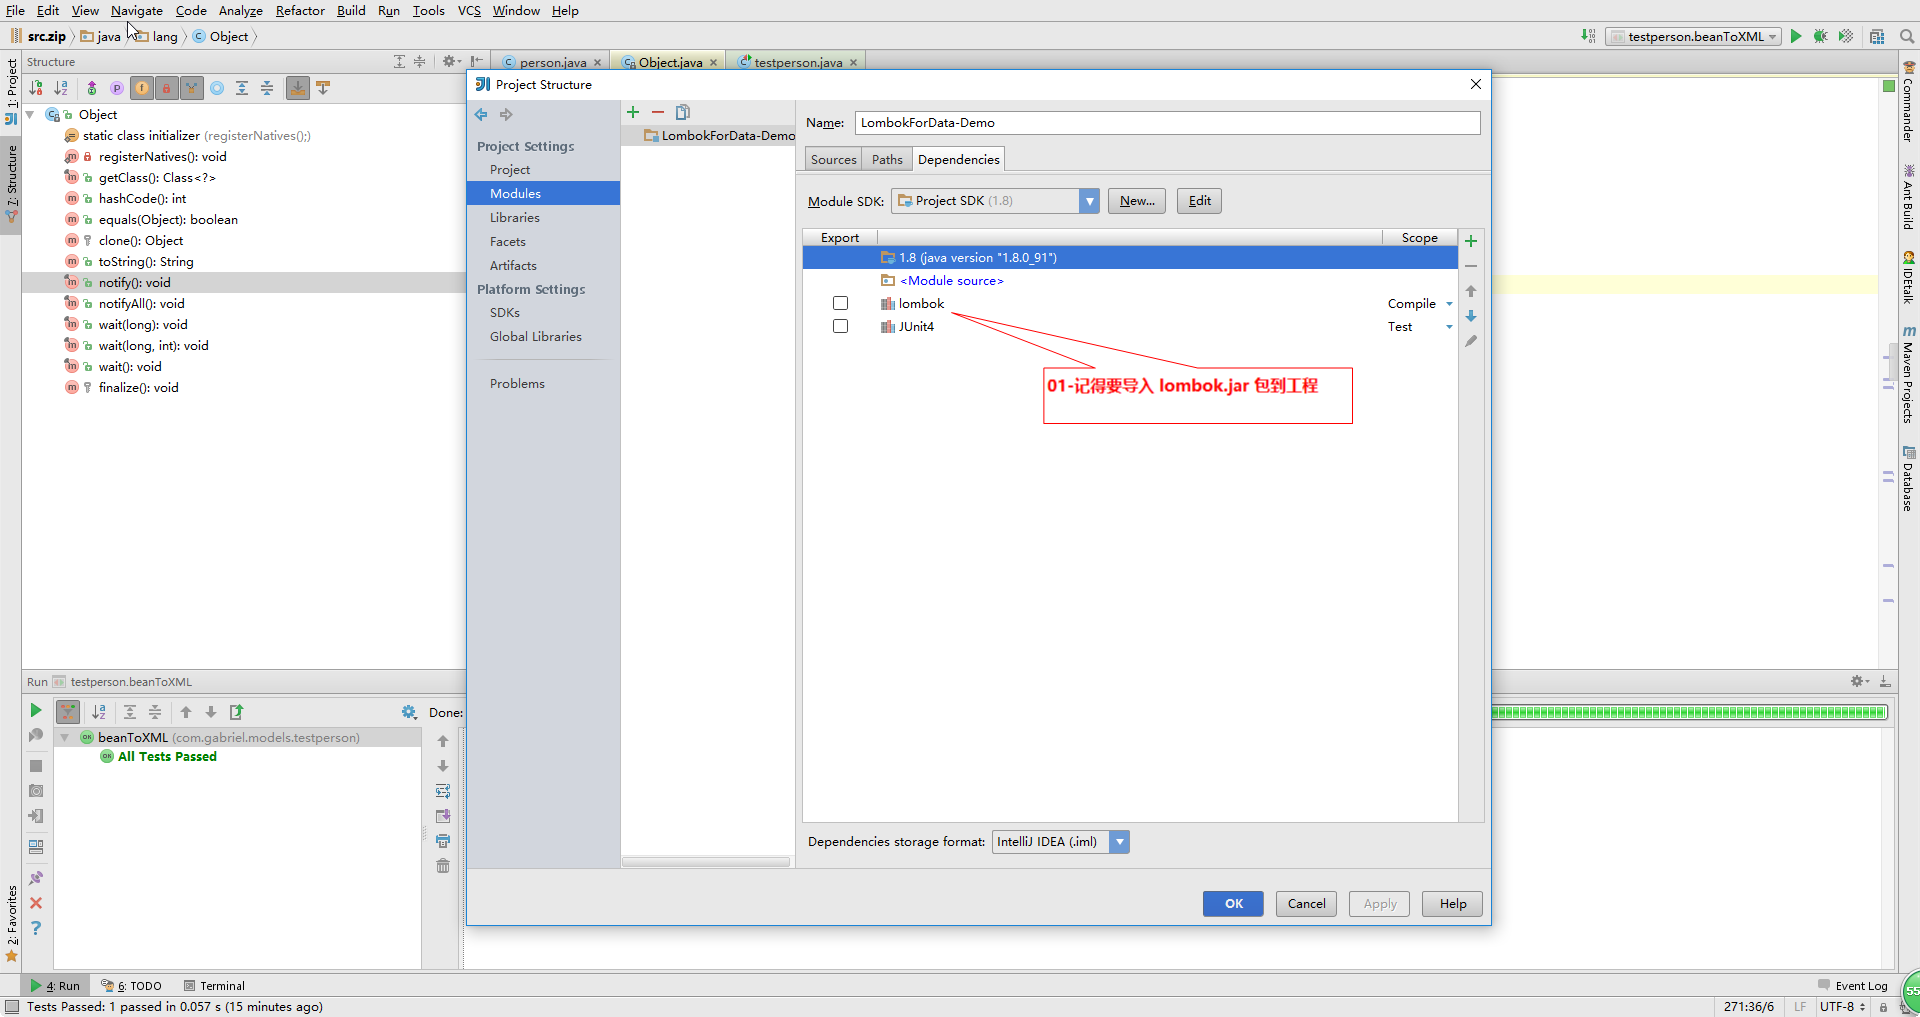 File Edit View Navigate Code Analyze Refactor Build Run Tools VCS Window Help
src.zip java lang Object testperson.beanToXML
Structure person.java Object.java testperson.java
1: Project
7: Structure
2: Favorites
Object
static class initializer (registerNatives();)
registerNatives(): void
getClass(): Class<?>
hashCode(): int
equals(Object): boolean
clone(): Object
toString(): String
notify(): void
notifyAll(): void
wait(long): void
wait(long, int): void
wait(): void
finalize(): void
Project Structure
Project Settings
Project
Modules
Libraries
Facets
Artifacts
Platform Settings
SDKs
Global Libraries
Problems
LombokForData-Demo
Name: LombokForData-Demo
Sources Paths Dependencies
Module SDK: Project SDK (1.8) New... Edit
Export Scope
1.8 (java version "1.8.0_91")
<Module source>
lombok Compile
JUnit4 Test
01-记得要导入 lombok.jar 包到工程
Dependencies storage format: IntelliJ IDEA (.iml)
OK Cancel Apply Help
Commander
Ant Build
IDEtalk
Maven Projects
Database
Run testperson.beanToXML
Done:
beanToXML (com.gabriel.models.testperson)
All Tests Passed
4: Run 6: TODO Terminal Event Log
Tests Passed: 1 passed in 0.057 s (15 minutes ago) 271:36/6 LF UTF-8
55